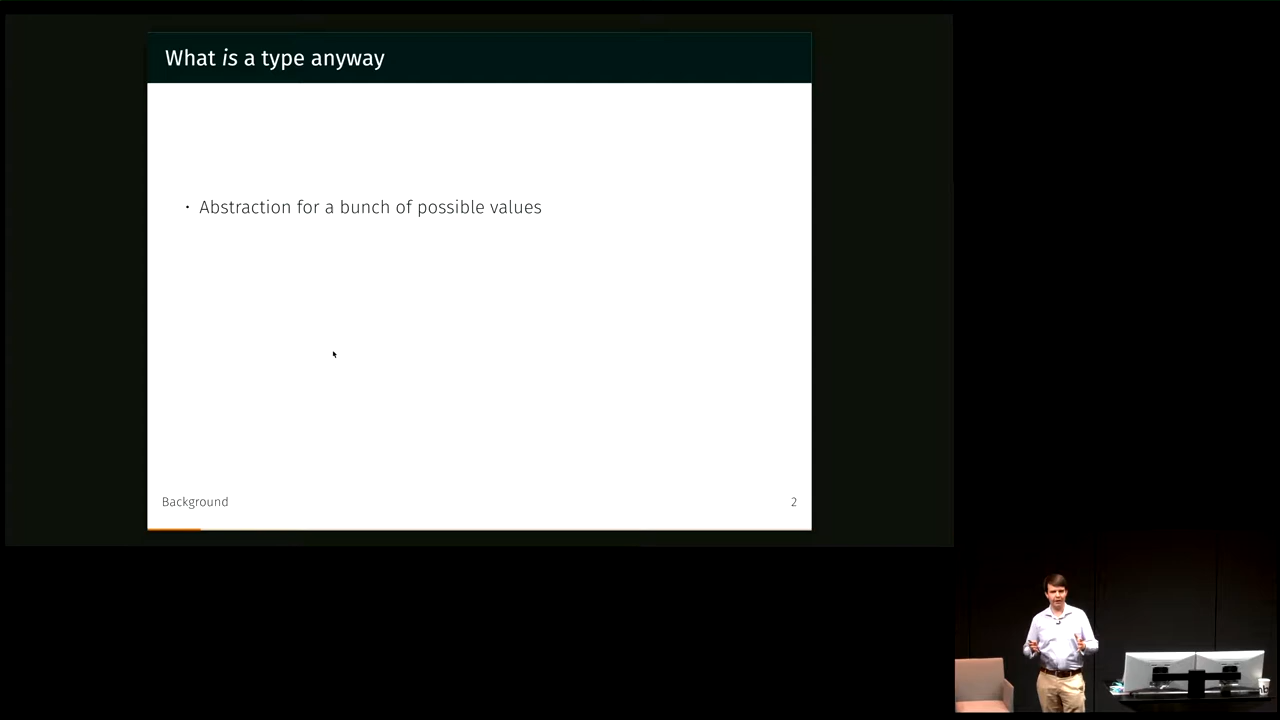 What is a type anyway
• Abstraction for a bunch of possible values
Background
2